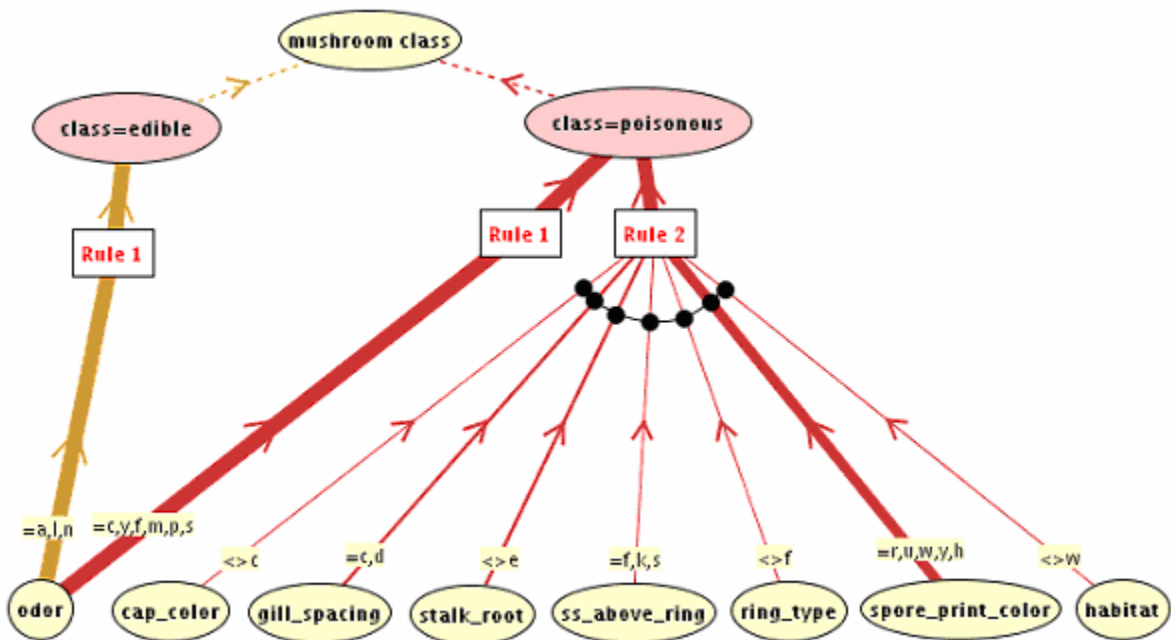 mushroom class
class=edible
class=poisonous
Rule 1
Rule 1
Rule 2
=a,l,n
=c,y,f,m,p,s
<>c
=c,d
<>e
=f,k,s
<>f
=r,u,w,y,h
<>w
odor
cap_color
gill_spacing
stalk_root
ss_above_ring
ring_type
spore_print_color
habitat